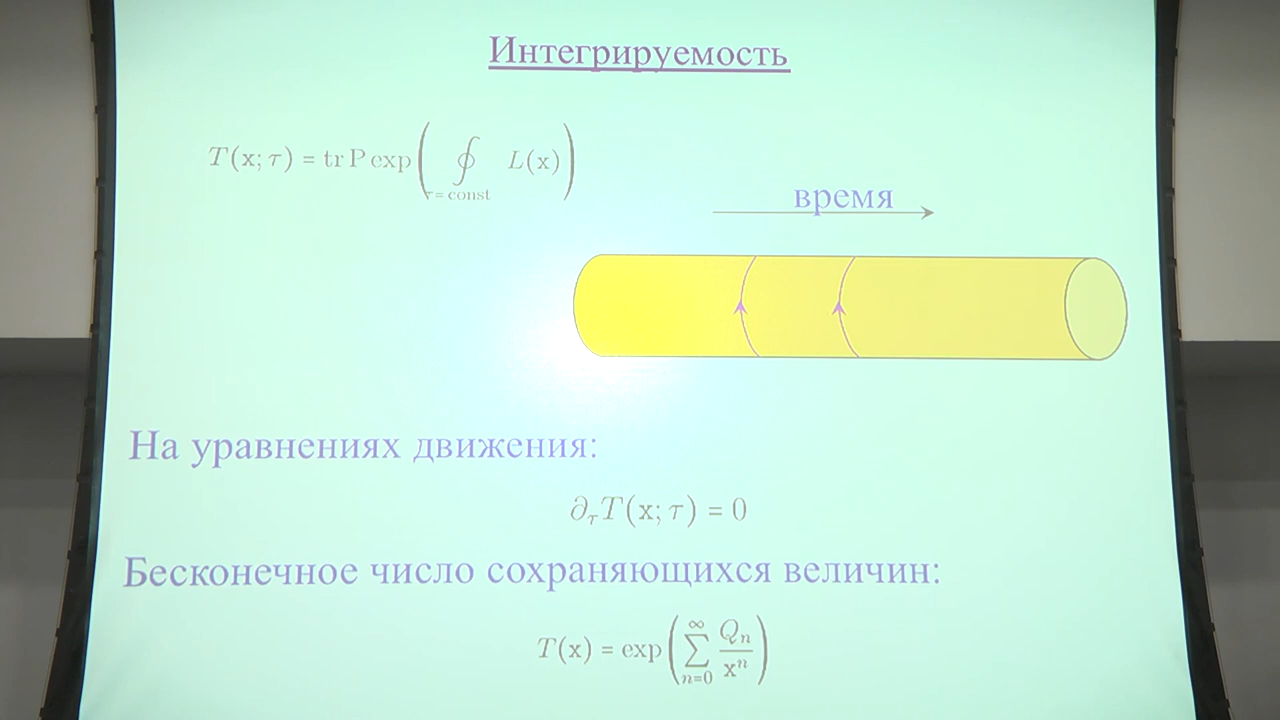 Интегрируемость
T(x; τ) = tr P exp( ∮ L(x) )
τ = const
время
На уравнениях движения:
∂_τ T(x; τ) = 0
Бесконечное число сохраняющихся величин:
T(x) = exp( ∑_{n=0}^{∞} Q_n / x^n )